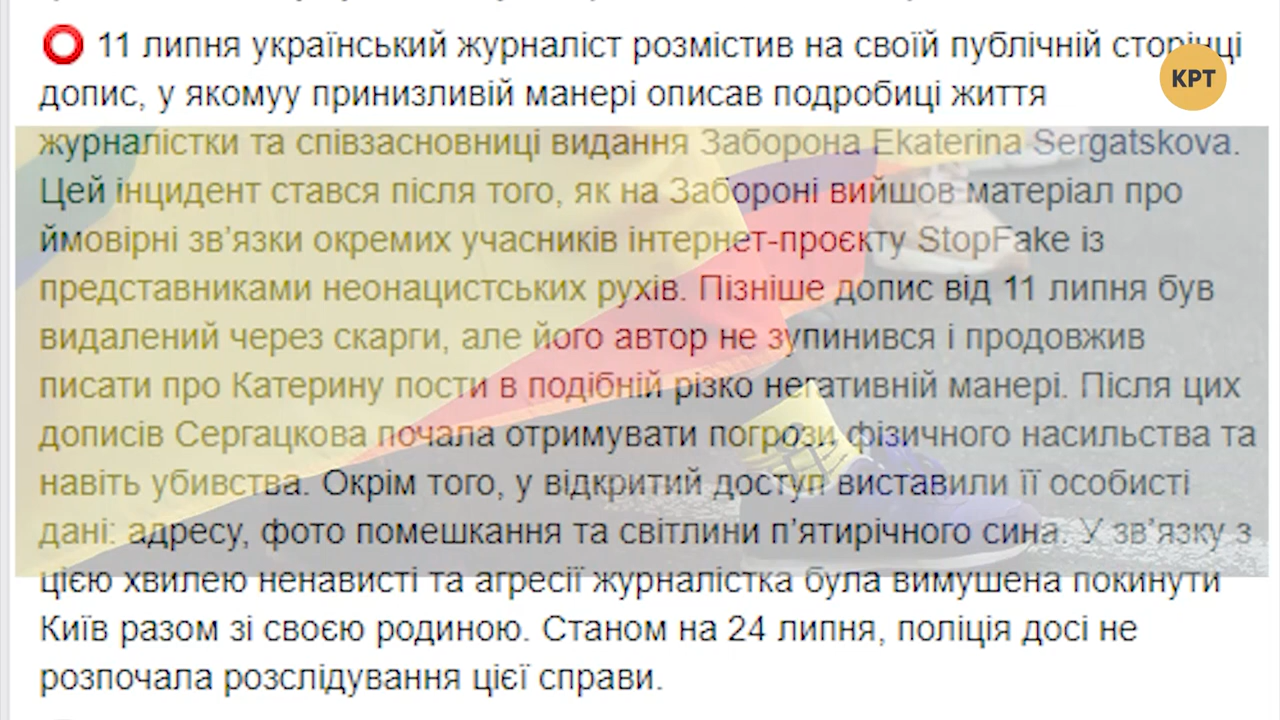 11 липня український журналіст розмістив на своїй публічній сторінці
КРТ
допис, у якомуу принизливій манері описав подробиці життя
журналістки та співзасновниці видання Заборона Ekaterina Sergatskova.
Цей інцидент стався після того, як на Забороні вийшов матеріал про
ймовірні зв'язки окремих учасників інтернет-проєкту StopFake із
представниками неонацистських рухів. Пізніше допис від 11 липня був
видалений через скарги, але його автор не зупинився і продовжив
писати про Катерину пости в подібній різко негативній манері. Після цих
дописів Сергацкова почала отримувати погрози фізичного насильства та
навіть убивства. Окрім того, у відкритий доступ виставили її особисті
дані: адресу, фото помешкання та світлини п'ятирічного сина. У зв'язку з
цією хвилею ненависті та агресії журналістка була вимушена покинути
Київ разом зі своєю родиною. Станом на 24 липня, поліція досі не
розпочала розслідування цієї справи.